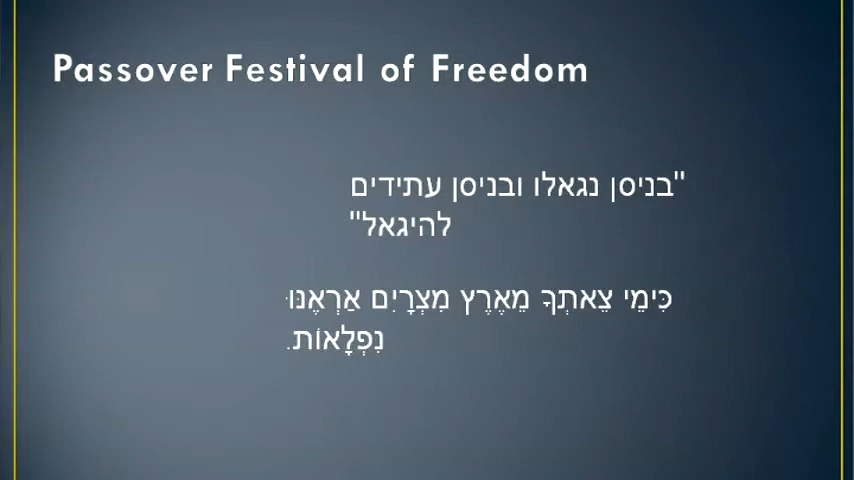 Passover Festival of Freedom
"בניסן נגאלו ובניסן עתידים
להיגאל"
כִּימֵי צֵאתְךָ מֵאֶרֶץ מִצְרָיִם אַרְאֶנּוּ
נִפְלָאוֹת.